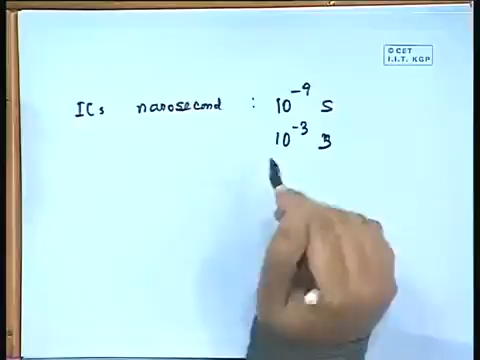 ©CET
I.I.T. KGP
ICs nanosecond : 10⁻⁹ S
10⁻³ S